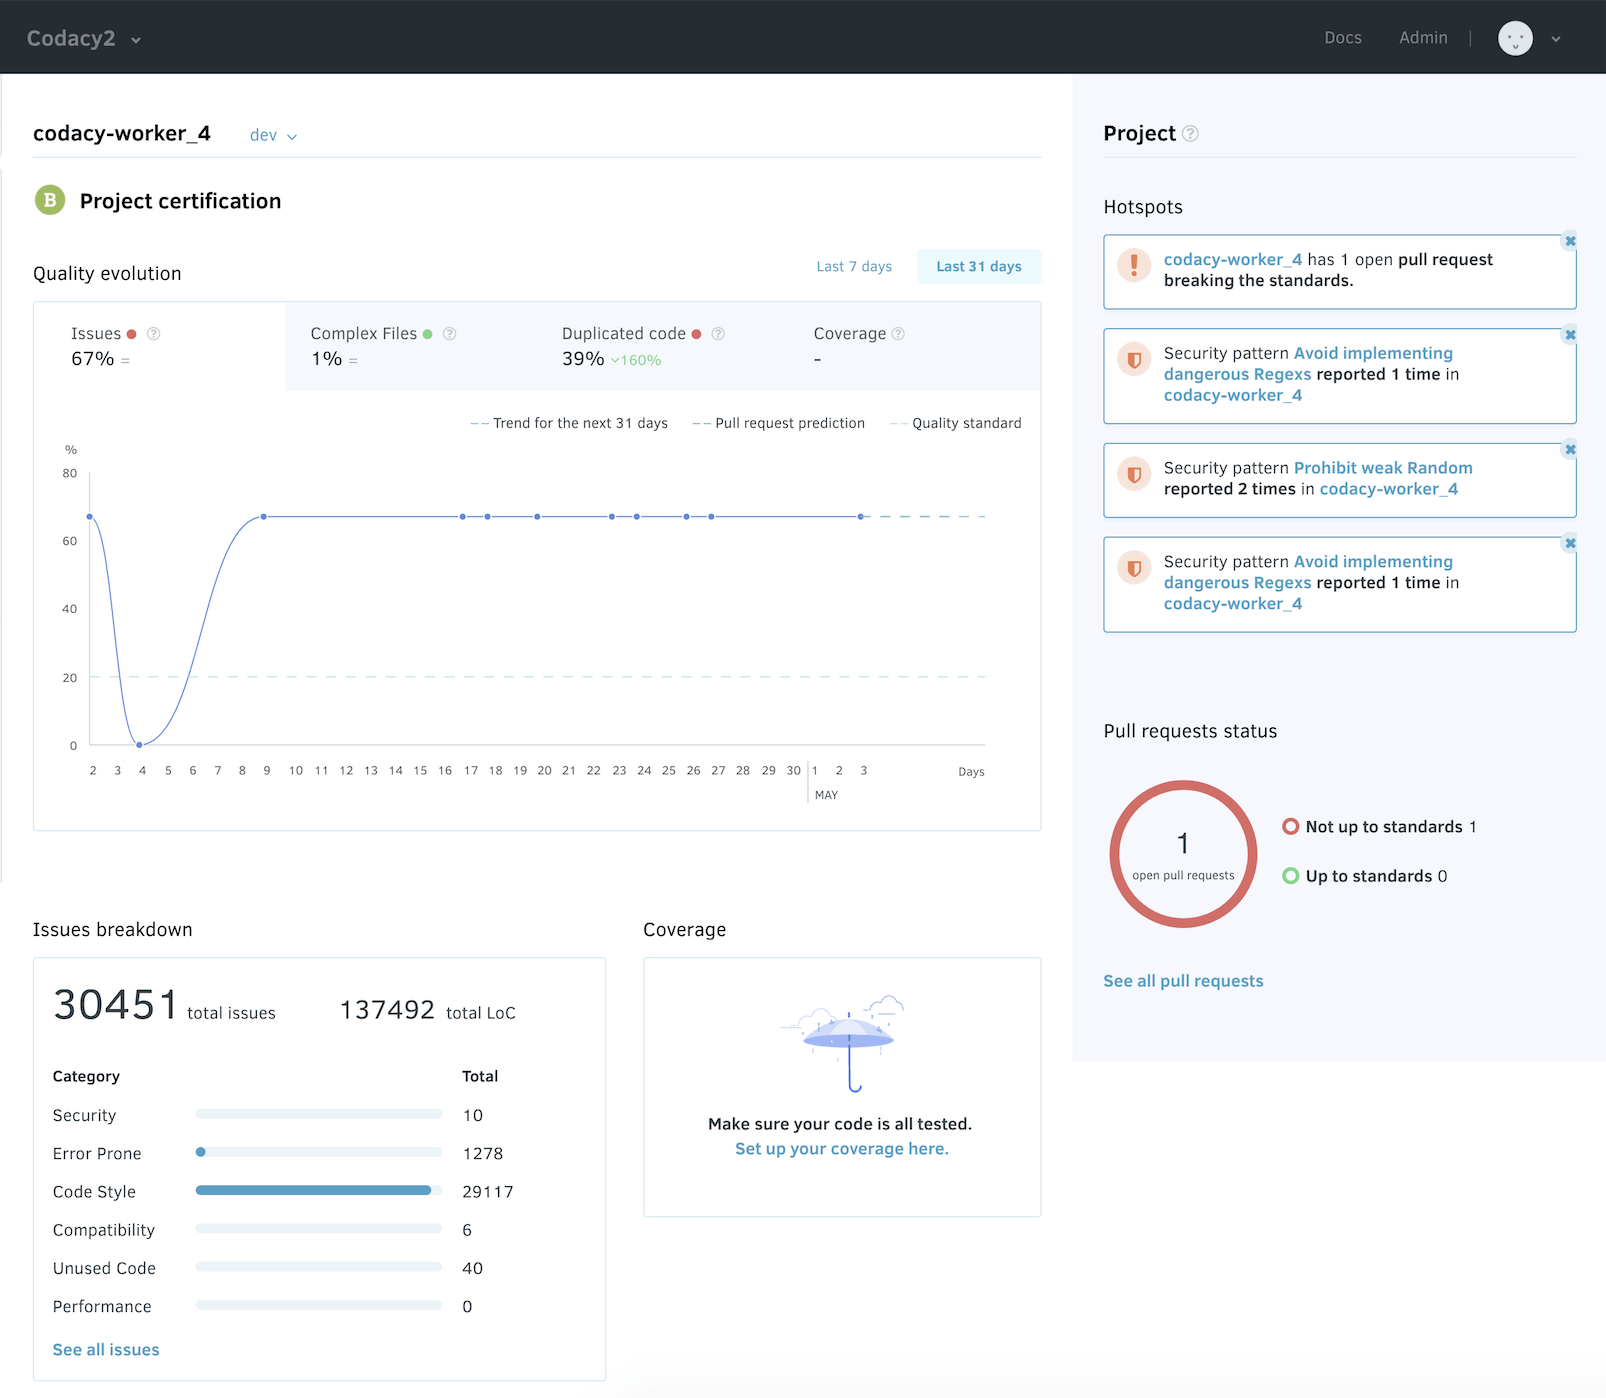 Codacy2
Docs Admin |
codacy-worker_4 dev
B Project certification
Quality evolution
Last 7 days Last 31 days
Issues ?
67% =
Complex Files ?
1% =
Duplicated code ?
39% 160%
Coverage ?
-
Trend for the next 31 days Pull request prediction Quality standard
%
80
60
40
20
0
2 3 4 5 6 7 8 9 10 11 12 13 14 15 16 17 18 19 20 21 22 23 24 25 26 27 28 29 30 1 2 3 Days
MAY
Issues breakdown
30451 total issues 137492 total LoC
Category Total
Security 10
Error Prone 1278
Code Style 29117
Compatibility 6
Unused Code 40
Performance 0
See all issues
Coverage
Make sure your code is all tested.
Set up your coverage here.
Project ?
Hotspots
codacy-worker_4 has 1 open pull request
breaking the standards.
Security pattern Avoid implementing
dangerous Regexs reported 1 time in
codacy-worker_4
Security pattern Prohibit weak Random
reported 2 times in codacy-worker_4
Security pattern Avoid implementing
dangerous Regexs reported 1 time in
codacy-worker_4
Pull requests status
1
open pull requests
Not up to standards 1
Up to standards 0
See all pull requests